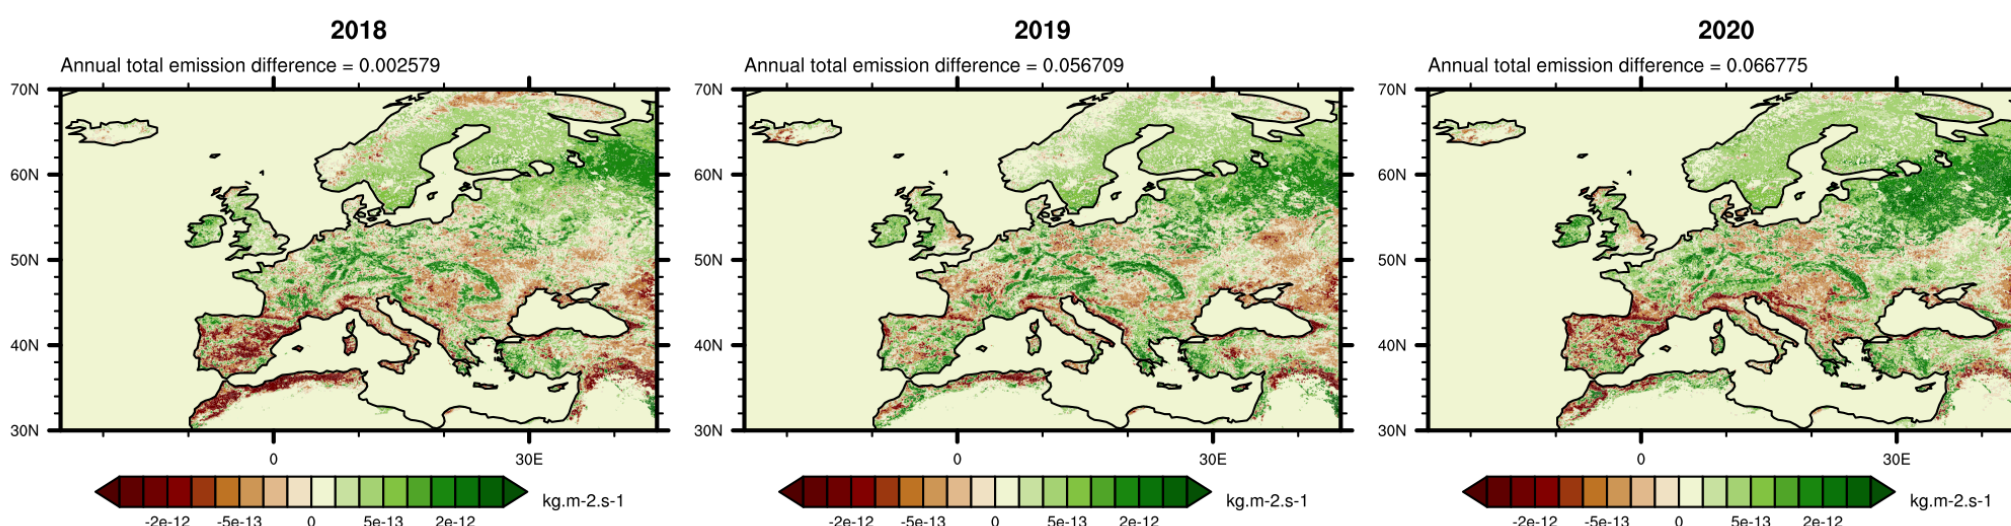 2018
Annual total emission difference = 0.002579
70N
60N
50N
40N
30N
0
30E
-2e-12
-5e-13
0
5e-13
2e-12
kg.m-2.s-1
2019
Annual total emission difference = 0.056709
70N
60N
50N
40N
30N
0
30E
-2e-12
-5e-13
0
5e-13
2e-12
kg.m-2.s-1
2020
Annual total emission difference = 0.066775
70N
60N
50N
40N
30N
0
30E
-2e-12
-5e-13
0
5e-13
2e-12
kg.m-2.s-1